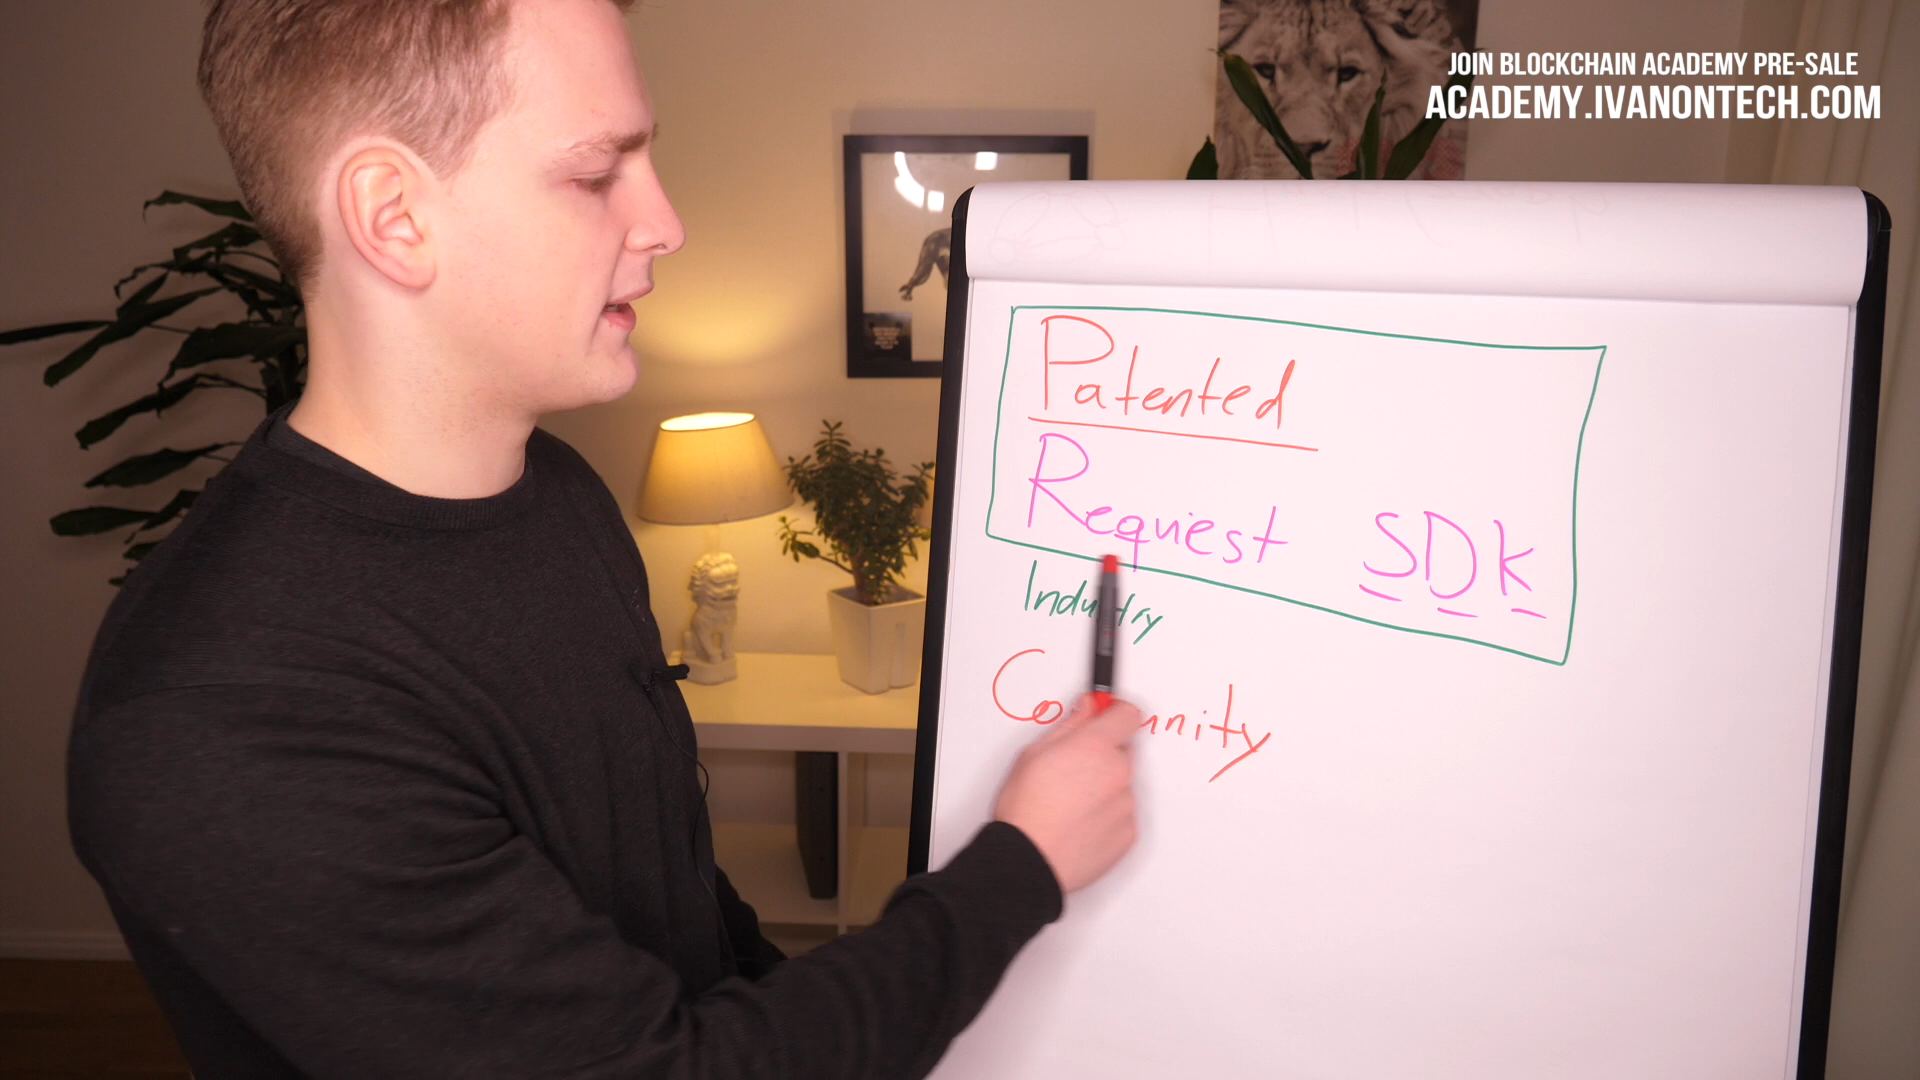 JOIN BLOCKCHAIN ACADEMY PRE-SALE
ACADEMY.IVANONTECH.COM
Patented
Request SDK
Industry
Community